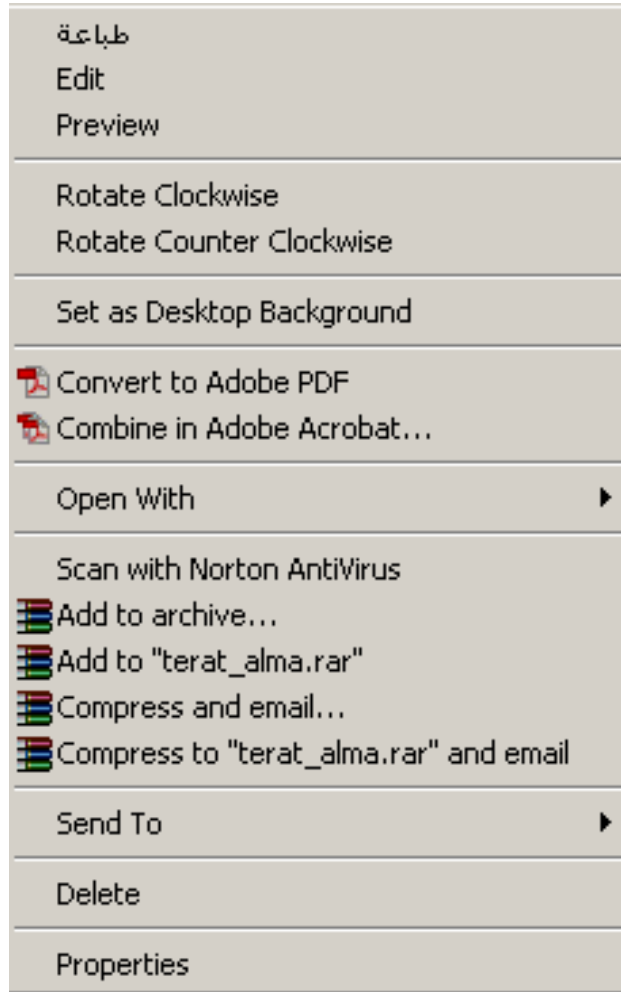 طباعة
Edit
Preview
Rotate Clockwise
Rotate Counter Clockwise
Set as Desktop Background
Convert to Adobe PDF
Combine in Adobe Acrobat...
Open With
Scan with Norton AntiVirus
Add to archive...
Add to "terat_alma.rar"
Compress and email...
Compress to "terat_alma.rar" and email
Send To
Delete
Properties